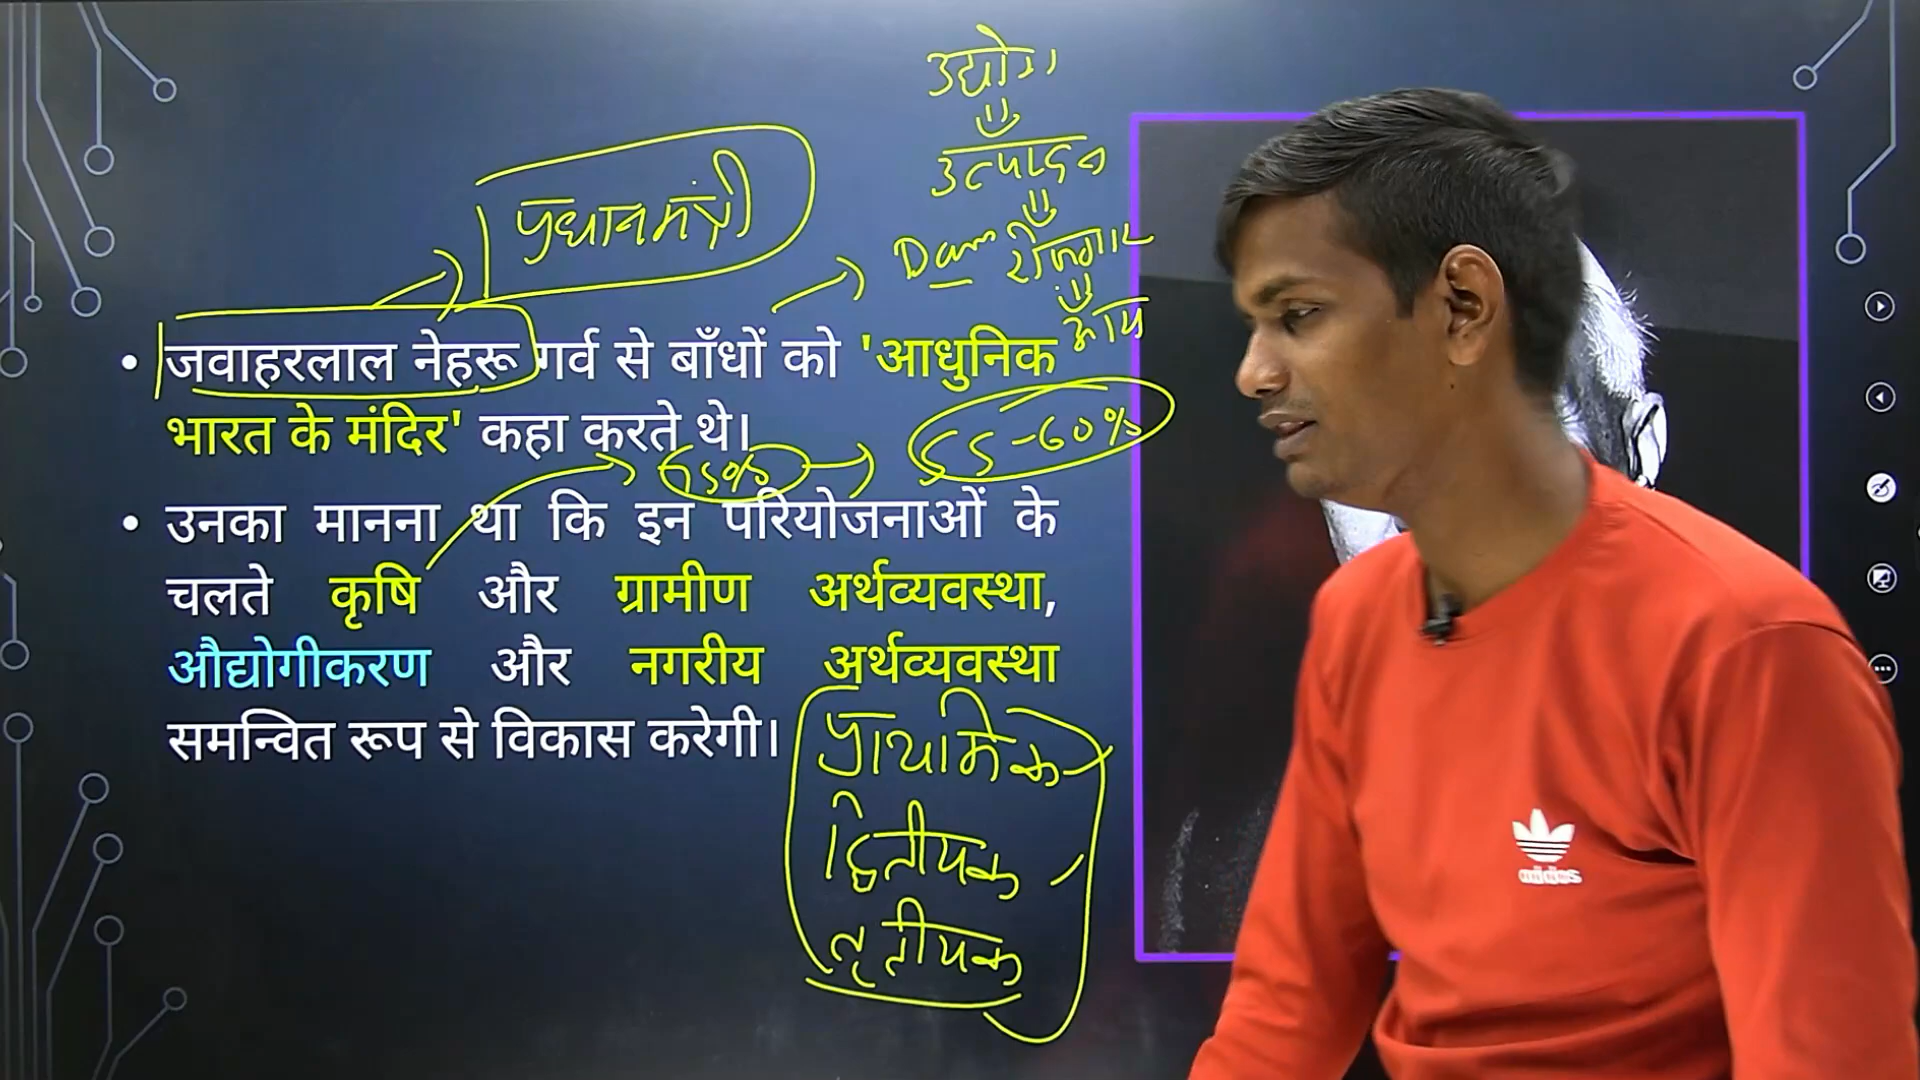 उद्योग
उत्पादन
प्रधानमंत्री
Dam रोजगार
आय
• जवाहरलाल नेहरू गर्व से बाँधों को 'आधुनिक
भारत के मंदिर' कहा करते थे।
55-60%
• उनका मानना था कि इन परियोजनाओं के
चलते कृषि और ग्रामीण अर्थव्यवस्था,
औद्योगीकरण और नगरीय अर्थव्यवस्था
समन्वित रूप से विकास करेगी।
प्राथमिक
द्वितीयक
तृतीयक
adidas